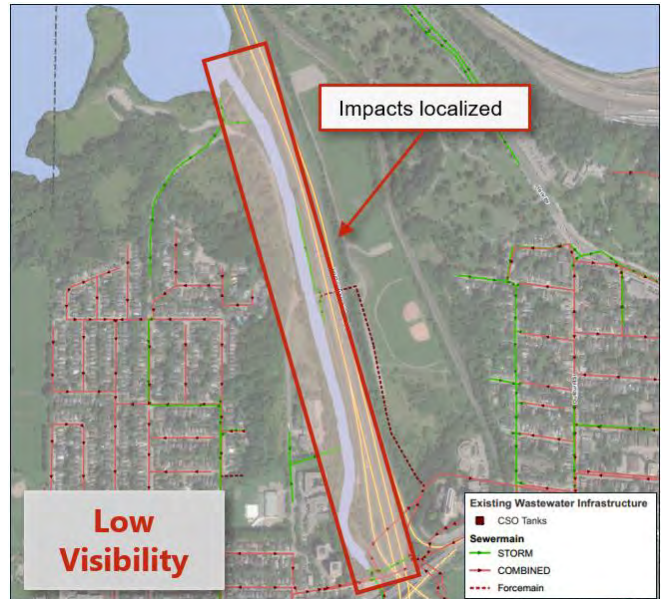 Impacts localized
Low
Visibility
Existing Wastewater Infrastructure
CSO Tanks
Sewermain
STORM
COMBINED
Forcemain